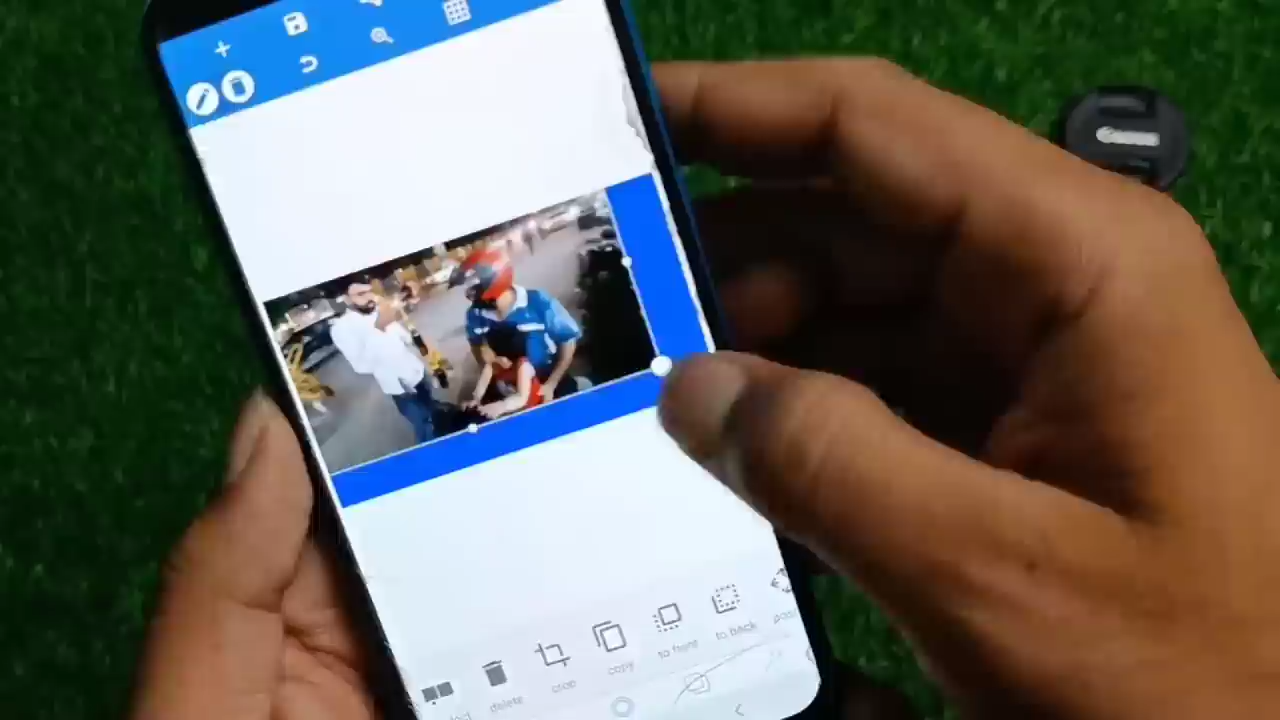 delete
crop
copy
to front
to back